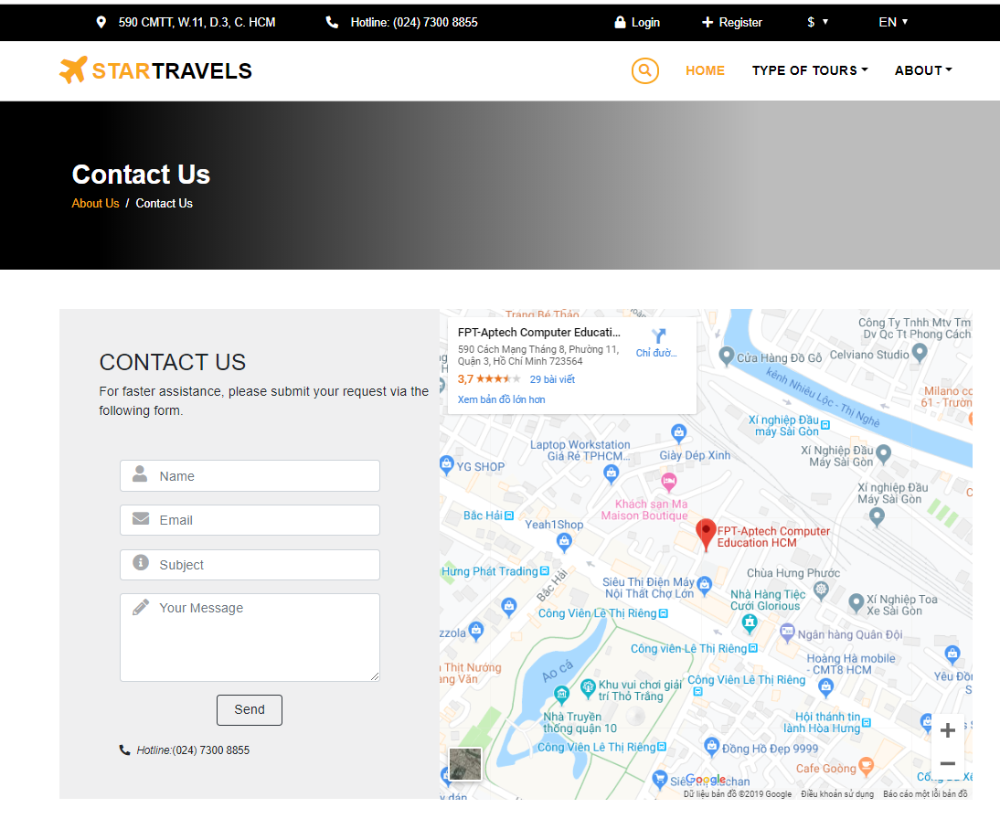 590 CMTT, W.11, D.3, C. HCM
Hotline: (024) 7300 8855
Login
Register
$
EN
STARTRAVELS
HOME
TYPE OF TOURS
ABOUT
Contact Us
About Us / Contact Us
CONTACT US
For faster assistance, please submit your request via the
following form.
Name
Email
Subject
Your Message
Send
Hotline:(024) 7300 8855
Trang Bé Thảo
FPT-Aptech Computer Educati...
590 Cách Mạng Tháng 8, Phường 11,
Quận 3, Hồ Chí Minh 723564
3,7
29 bài viết
Xem bản đồ lớn hơn
Chỉ đườ...
Công Ty Tnhh Mtv Tm
Dv Qc Tt Phong Cách
Cửa Hàng Đồ Gỗ
Celviano Studio
kênh Nhiêu Lộc - Thị Nghè
Milano
61 -
Xí nghiệp Đầu
máy Sài Gòn
Laptop Workstation
Giá Rẻ TPHCM...
Giày Dép Xinh
Xí Nghiệp Đầu
Máy Sài Gòn
YG SHOP
Xí nghiệp Đầu
Máy Sài Gòn
Khách sạn Ma
Maison Boutique
Bắc Hải
Yeah1Shop
FPT-Aptech Computer
Education HCM
Hưng Phát Trading
Bắc Hải
Siêu Thị Điện Máy
Nội Thất Chợ Lớn
Chùa Hưng Phước
Nhà Hàng Tiệc
Cưới Glorious
Xí Nghiệp Toa
Xe Sài Gòn
Công Viên Lê Thị Riêng
Ngân hàng Quân Đội
Công viên Lê Thị Riêng
Hoàng Hà mobile
- CMT8 HCM
Thịt Nướng
Văn
Ao cá
Khu vui chơi giải
trí Thỏ Trắng
Công Viên Lê Thị Riêng
Yêu
Nhà Truyền
thống quận 10
Hội thánh tin
lành Hòa Hưng
Công Viên Lê Thị Riêng
Đồng Hồ Đẹp 9999
Cafe Goòng
Google
Dữ liệu bản đồ ©2019 Google
Điều khoản sử dụng
Báo cáo một lỗi bản đồ